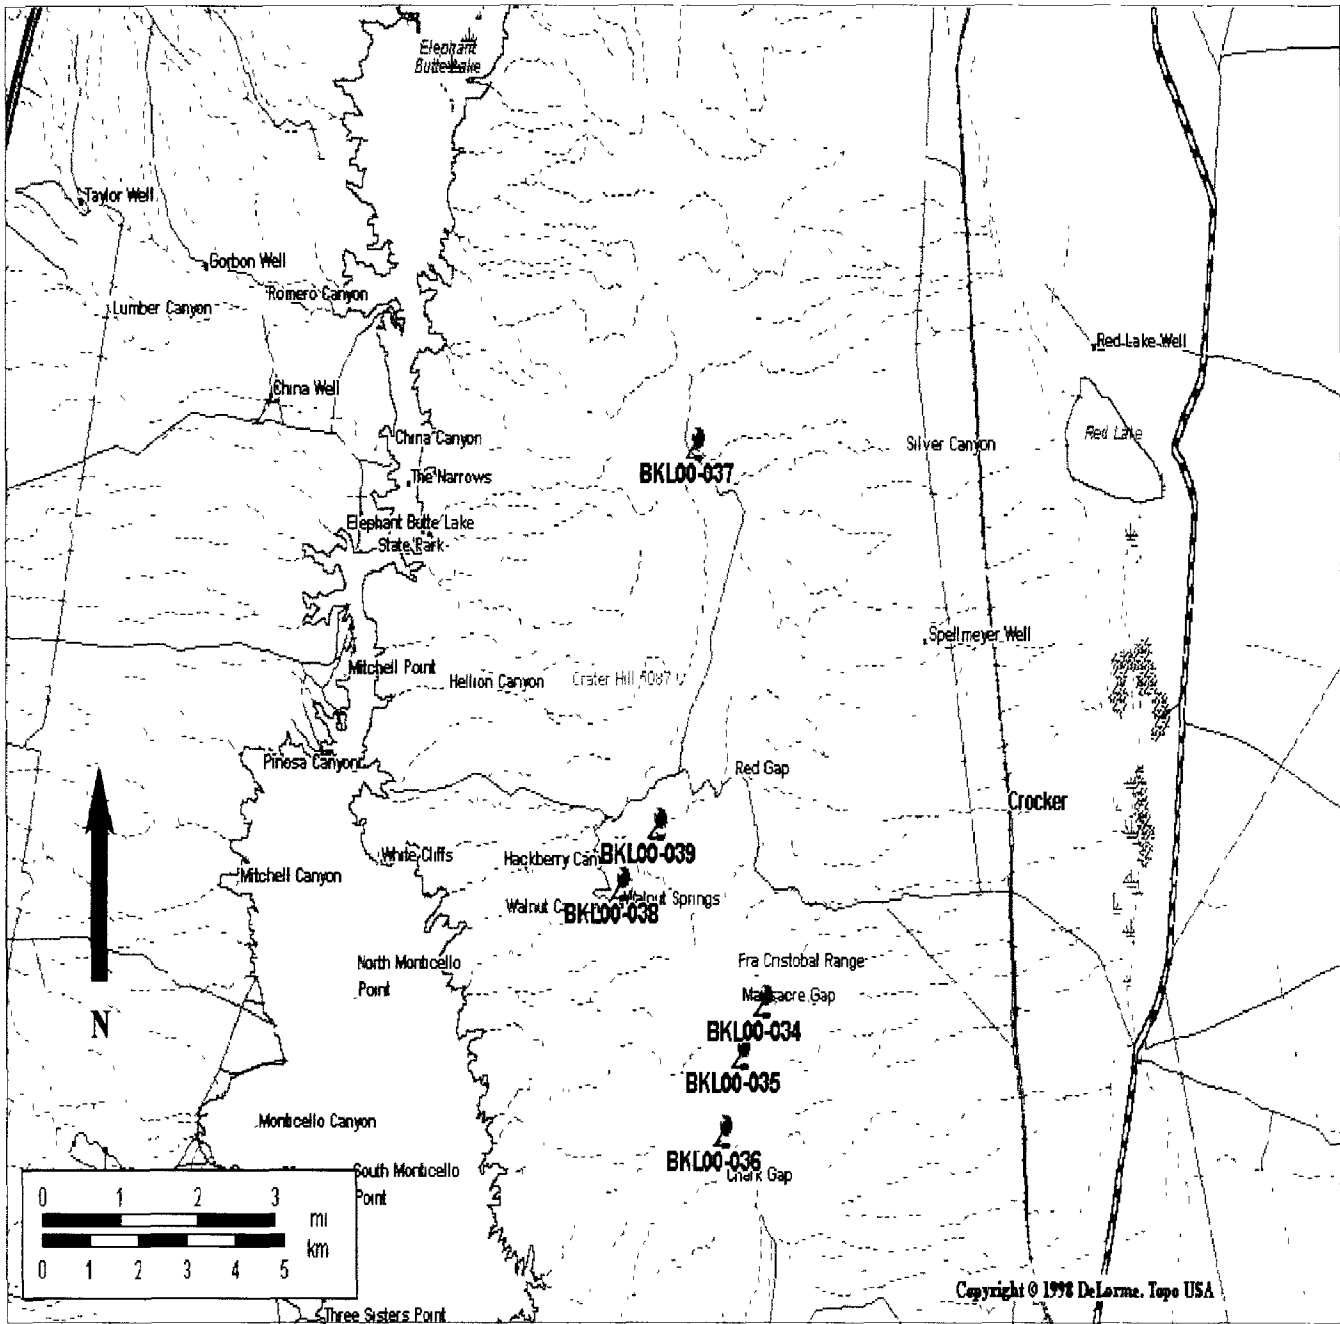 Elephant
Butte Lake
Taylor Well
Gorbon Well
Romero Canyon
Lumber Canyon
Red Lake Well
China Well
Red Lake
China Canyon
Silver Canyon
BKL00-037
The Narrows
Elephant Butte Lake
State Park
Spellmeyer Well
Mitchell Point
Hellion Canyon
Crater Hill 5087
Pinosa Canyon
Red Gap
Crocker
White Cliffs
Hackberry
BKL00-039
Mitchell Canyon
Walnut
BKL00-038
Walnut Springs
North Monticello
Point
Fra Cristobal Range
Massacre Gap
N
BKL00-034
BKL00-035
Monticello Canyon
BKL00-036
South Monticello
Point
Chalk Gap
0 1 2 3
mi
km
0 1 2 3 4 5
Copyright © 1998 DeLorme. Topo USA
Three Sisters Point